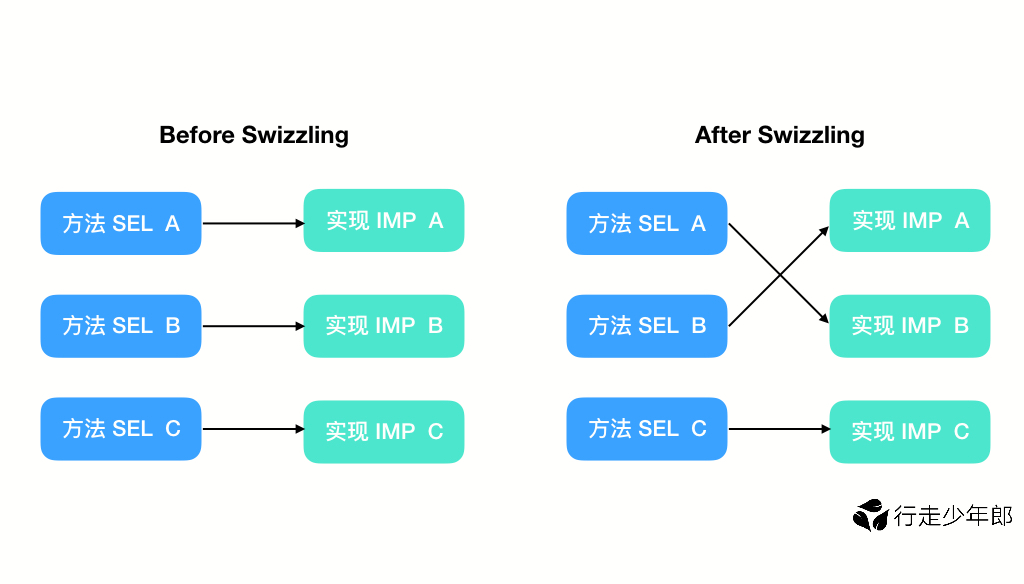 Before Swizzling
方法 SEL A
实现 IMP A
方法 SEL B
实现 IMP B
方法 SEL C
实现 IMP C
After Swizzling
方法 SEL A
实现 IMP A
方法 SEL B
实现 IMP B
方法 SEL C
实现 IMP C
行走少年郎